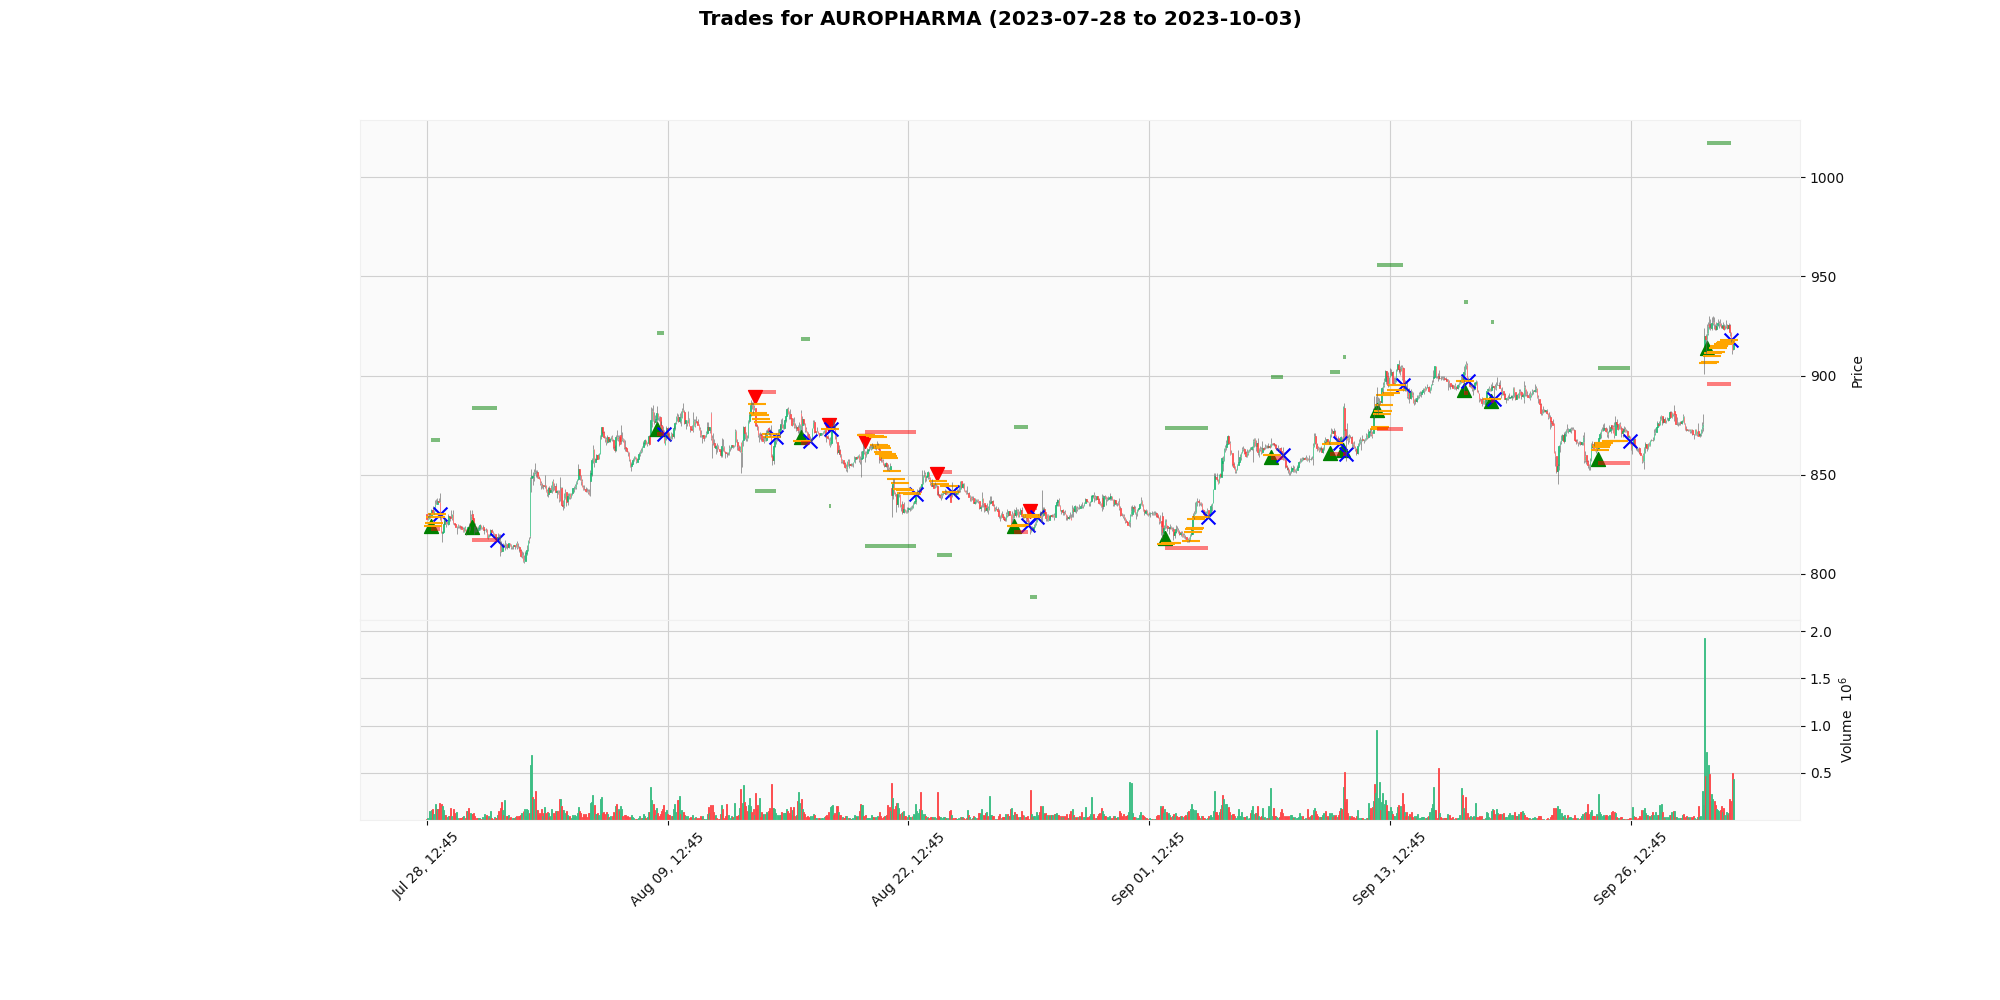 Trades for AUROPHARMA (2023-07-28 to 2023-10-03)
1000
950
900
850
800
Price
2.0
1.5
1.0
0.5
Volume 10^6
Jul 28, 12:45
Aug 09, 12:45
Aug 22, 12:45
Sep 01, 12:45
Sep 13, 12:45
Sep 26, 12:45